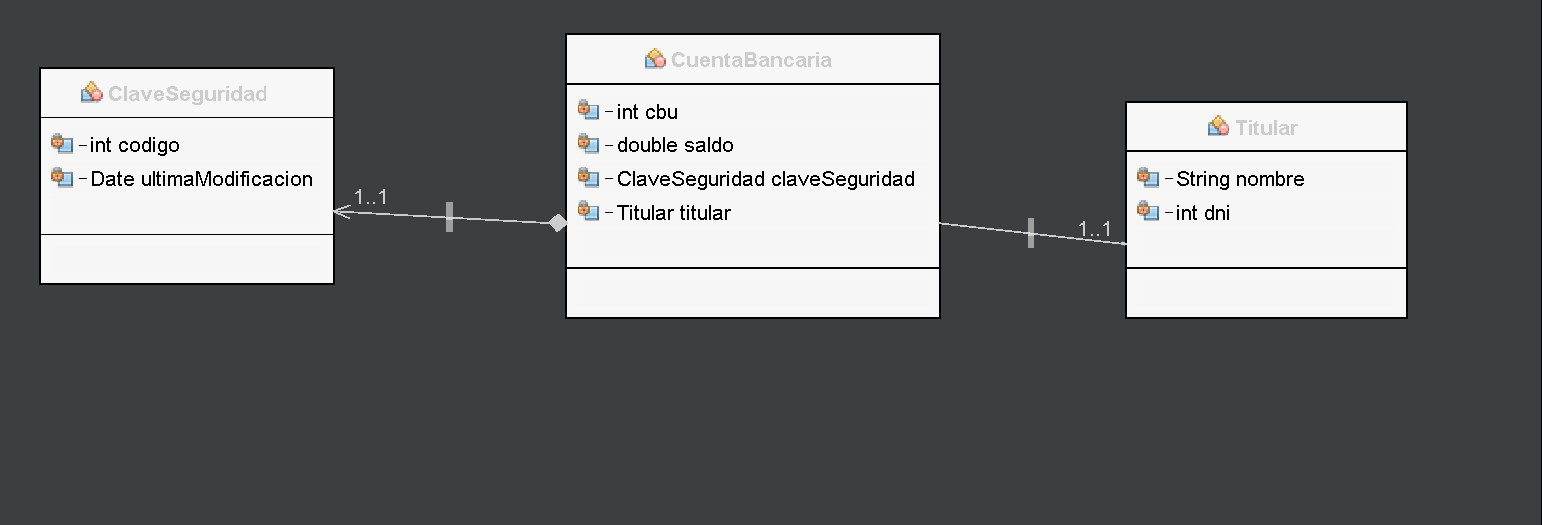 ClaveSeguridad
-int codigo
-Date ultimaModificacion
1..1
CuentaBancaria
-int cbu
-double saldo
-ClaveSeguridad claveSeguridad
-Titular titular
1..1
Titular
-String nombre
-int dni